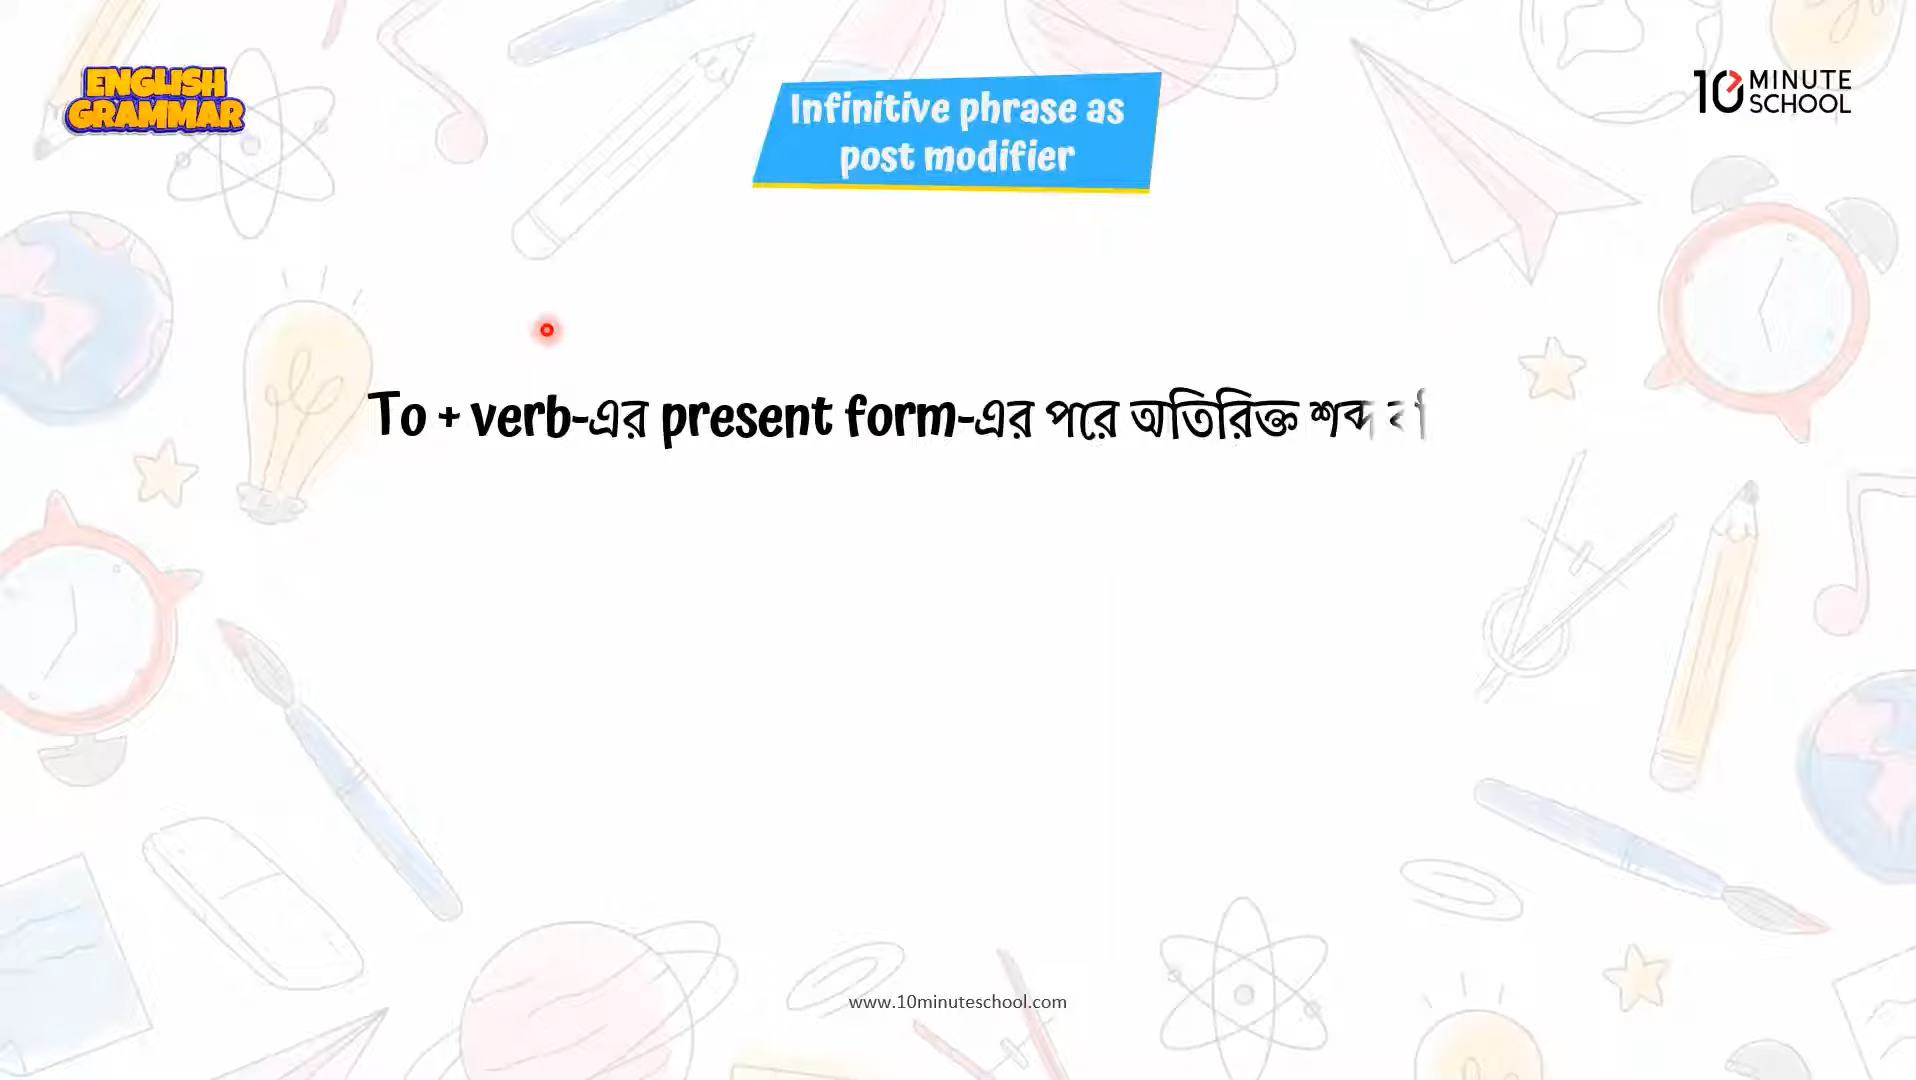 ENGLISH
GRAMMAR
Infinitive phrase as
post modifier
10 MINUTE
SCHOOL
To + verb-এর present form-এর পরে অতিরিক্ত শব্দ
www.10minuteschool.com